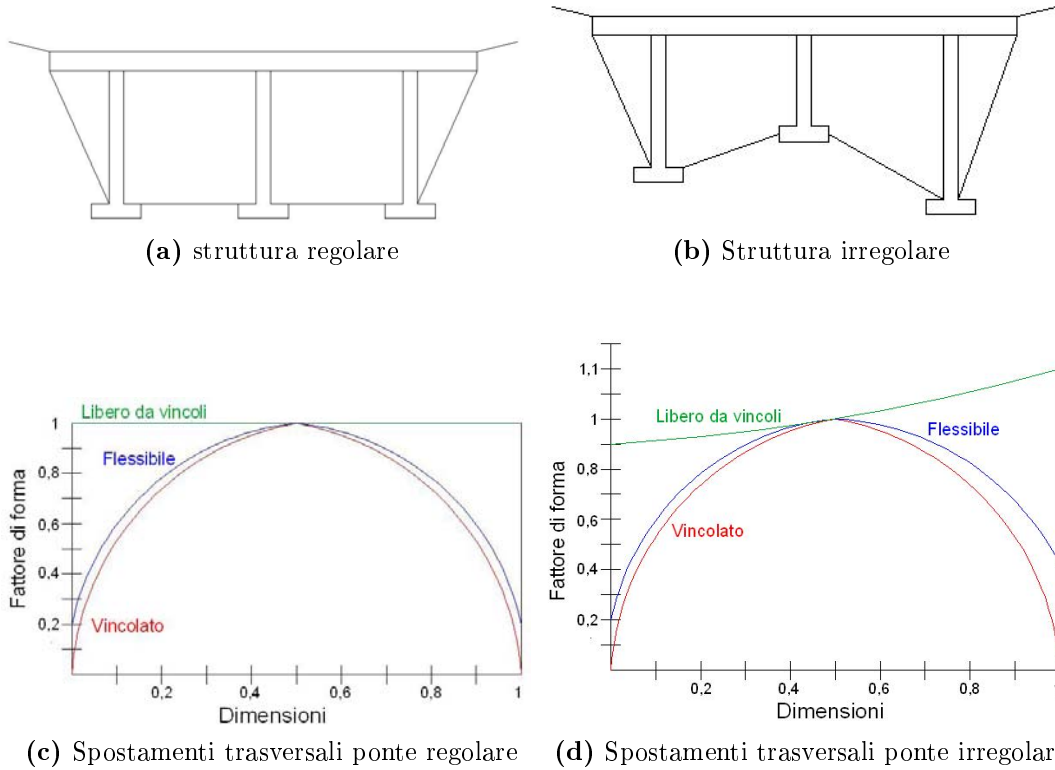 (a) struttura regolare
(b) Struttura irregolare
Libero da vincoli
Flessibile
Vincolato
Fattore di forma
1
0,8
0,6
0,4
0,2
0,2
0,4
0,6
0,8
1
Dimensioni
Libero da vincoli
Flessibile
Vincolato
Fattore di forma
1,1
1
0,8
0,6
0,4
0,2
0,2
0,4
0,6
0,8
Dimensioni
(c) Spostamenti trasversali ponte regolare
(d) Spostamenti trasversali ponte irregolar